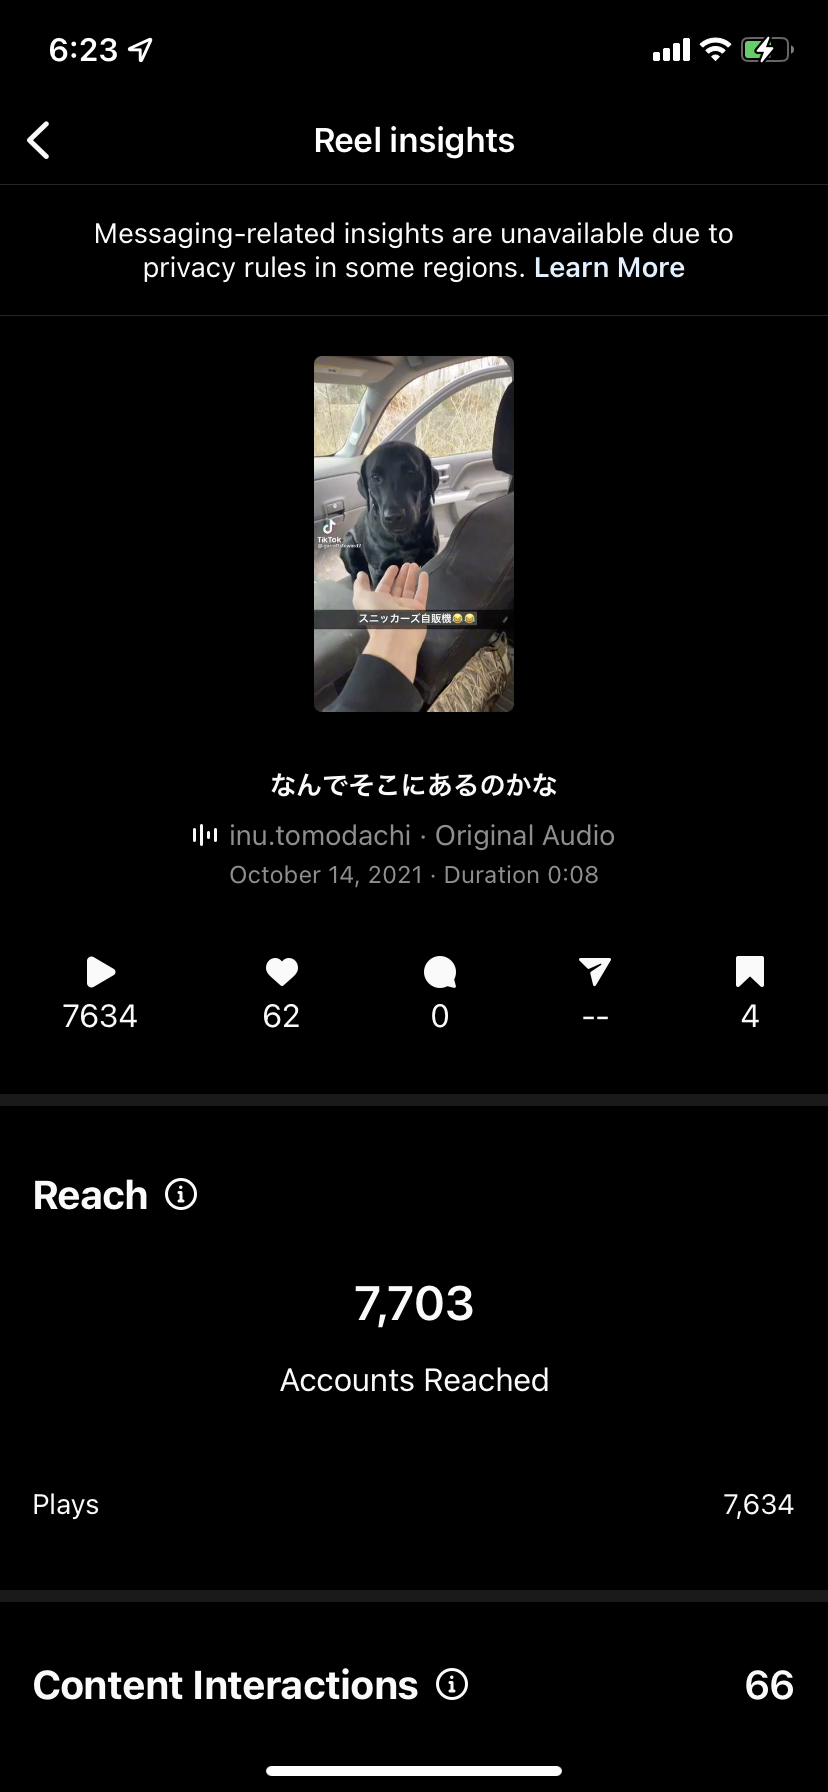 6:23
Reel insights
Messaging-related insights are unavailable due to
privacy rules in some regions. Learn More
TikTok
スニッカーズ自販機😂😂
なんでそこにあるのかな
inu.tomodachi · Original Audio
October 14, 2021 · Duration 0:08
7634 62 0 -- 4
Reach
7,703
Accounts Reached
Plays 7,634
Content Interactions 66